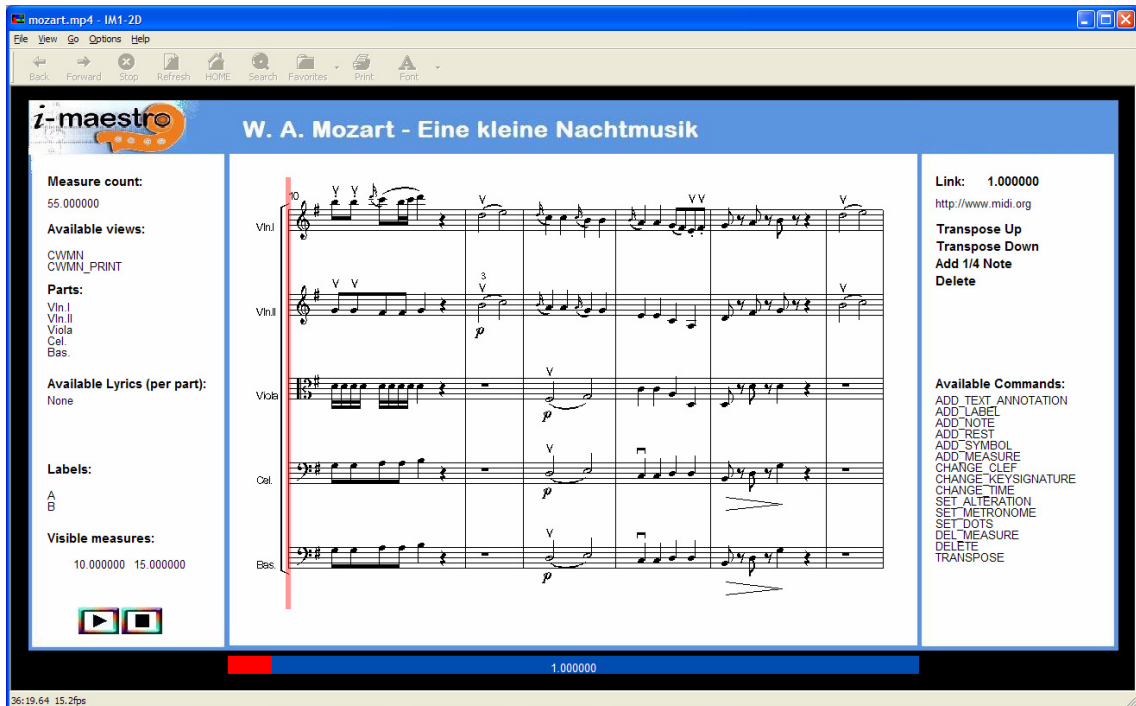 mozart.mp4 - IM1-2D
File View Go Options Help
Back Forward Stop Refresh HOME Search Favorites Print Font
i-maestro
W. A. Mozart - Eine kleine Nachtmusik
Measure count:
55.000000
Available views:
CWMN
CWMN_PRINT
Parts:
Vln.I
Vln.II
Viola
Cel.
Bas.
Available Lyrics (per part):
None
Labels:
A
B
Visible measures:
10.000000 15.000000
10
Vln.I
3
Vln.II
p
Viola
p
Cel.
p
Bas.
p
Link: 1.000000
http://www.midi.org
Transpose Up
Transpose Down
Add 1/4 Note
Delete
Available Commands:
ADD_TEXT_ANNOTATION
ADD_LABEL
ADD_NOTE
ADD_REST
ADD_SYMBOL
ADD_MEASURE
CHANGE_CLEF
CHANGE_KEYSIGNATURE
CHANGE_TIME
SET_ALTERATION
SET_METRONOME
SET_DOTS
DEL_MEASURE
DELETE
TRANSPOSE
1.000000
36:19.64 15.2fps